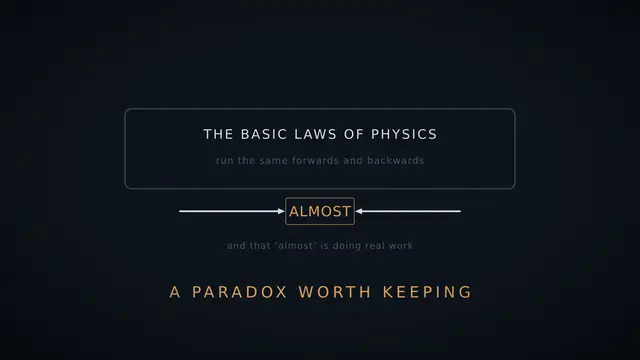 THE BASIC LAWS OF PHYSICS
run the same forwards and backwards
ALMOST
and that 'almost' is doing real work
A PARADOX WORTH KEEPING